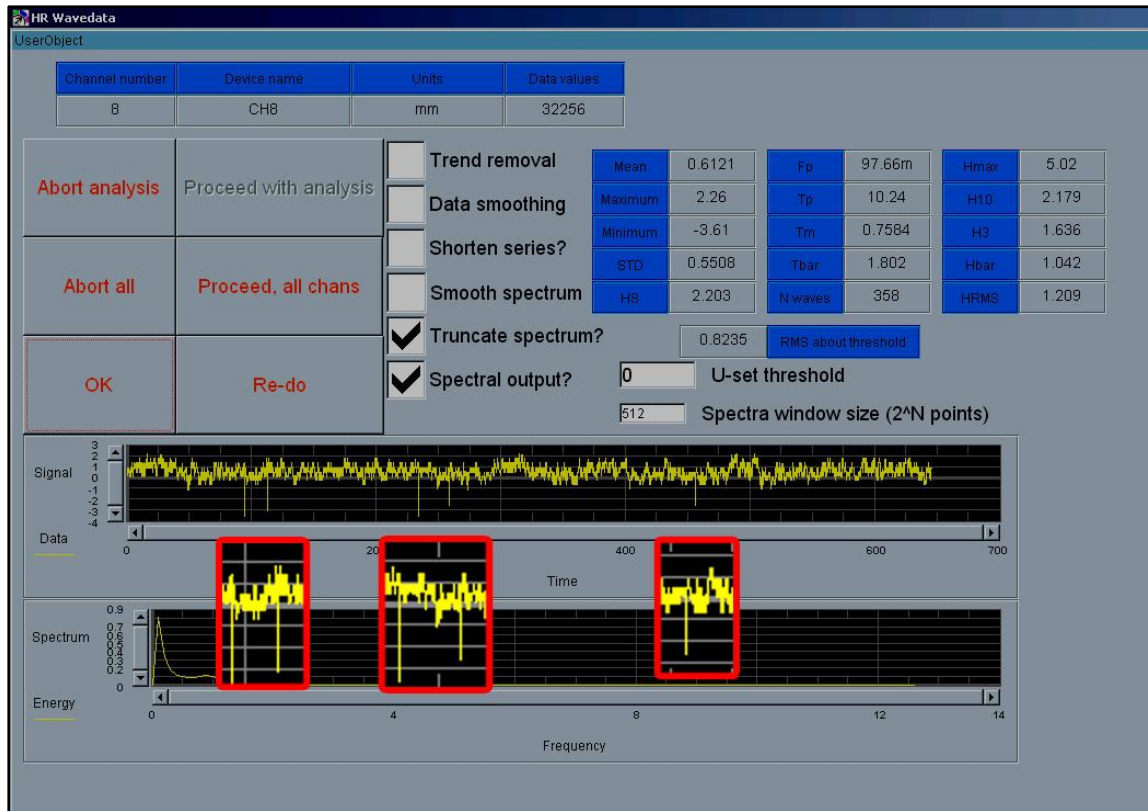 HR Wavedata
UserObject
Channel number Device name Units Data values
8 CH8 mm 32256
Abort analysis Proceed with analysis
Abort all Proceed, all chans
OK Re-do
Trend removal
Data smoothing
Shorten series?
Smooth spectrum
Truncate spectrum?
Spectral output?
Mean 0.6121 Fp 97.66m Hmax 5.02
Maximum 2.26 Tp 10.24 H10 2.179
Minimum -3.61 Tm 0.7584 H3 1.636
STD 0.5508 Tbar 1.802 Hbar 1.042
HS 2.203 N waves 358 HRMS 1.209
0.8235 RMS about threshold
0 U-set threshold
512 Spectra window size (2^N points)
Signal
3
2
1
0
-1
-2
-3
-4
Data
0 20 400 600 700
Time
Spectrum
0.9
0.7
0.6
0.5
0.4
0.3
0.2
0
Energy
0 4 8 12 14
Frequency